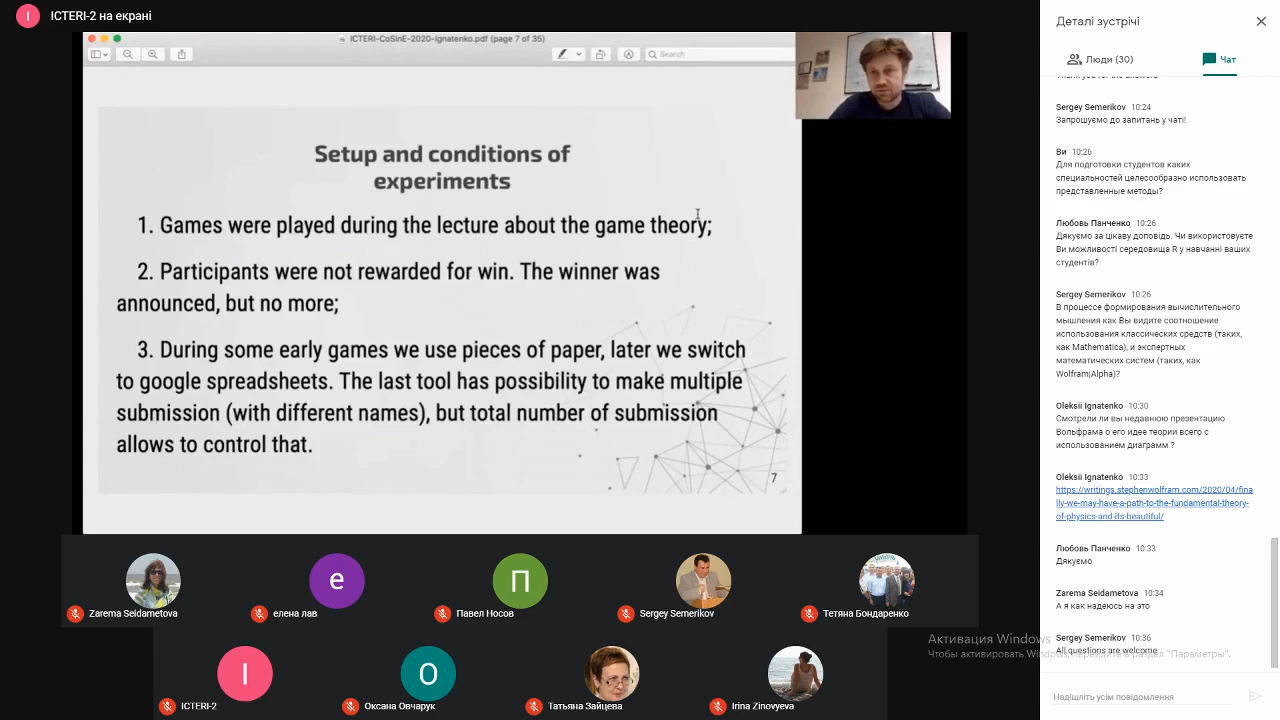 І
ICTERI-2 на екрані
ICTERI-CoSinE-2020-Ignatenko.pdf (page 7 of 35)
Search
Setup and conditions of
experiments
1. Games were played during the lecture about the game theory;
2. Participants were not rewarded for win. The winner was
announced, but no more;
3. During some early games we use pieces of paper, later we switch
to google spreadsheets. The last tool has possibility to make multiple
submission (with different names), but total number of submission
allows to control that.
7
e
П
Zarema Seidametova
елена лав
Павел Носов
Sergey Semerikov
Тетяна Бондаренко
I
О
ICTERI-2
Оксана Овчарук
Татьяна Зайцева
Irina Zinovyeva
Деталі зустрічі
Люди (30)
Чат
Sergey Semerikov 10:24
Запрошуємо до запитань у чаті!
Ви 10:26
Для подготовки студентов каких
специальностей целесообразно использовать
представленные методы?
Любовь Панченко 10:26
Дякуємо за цікаву доповідь. Чи використовуєте
Ви можливості середовища R у навчанні ваших
студентів?
Sergey Semerikov 10:26
В процессе формирования вычислительного
мышления как Вы видите соотношение
использования классических средств (таких,
как Mathematica), и экспертных
математических систем (таких, как
Wolfram|Alpha)?
Oleksii Ignatenko 10:30
Смотрели ли вы недавнюю презентацию
Вольфрама о его идее теории всего с
использованием диаграмм ?
Oleksii Ignatenko 10:33
https://writings.stephenwolfram.com/2020/04/fina
lly-we-may-have-a-path-to-the-fundamental-theory-
of-physics-and-its-beautiful/
Любовь Панченко 10:33
Дякуємо
Zarema Seidametova 10:34
А я как надеюсь на это
Sergey Semerikov 10:36
All questions are welcome
Активация Windows
Чтобы активировать Windows, перейдите в раздел "Параметры".
Надішліть усім повідомлення